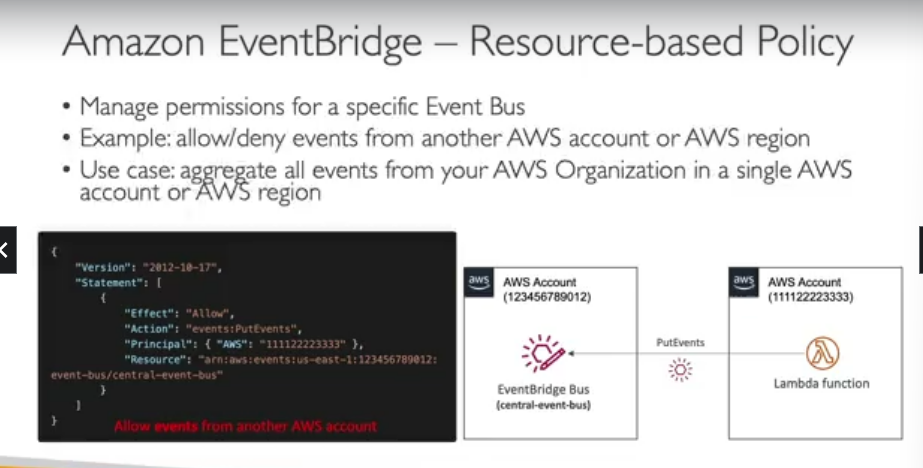 Amazon EventBridge – Resource-based Policy
• Manage permissions for a specific Event Bus
• Example: allow/deny events from another AWS account or AWS region
• Use case: aggregate all events from your AWS Organization in a single AWS
account or AWS region
{
"Version": "2012-10-17",
"Statement": [
{
"Effect": "Allow",
"Action": "events:PutEvents",
"Principal": { "AWS": "111122223333" },
"Resource": "arn:aws:events:us-east-1:123456789012:
event-bus/central-event-bus"
}
]
}
Allow events from another AWS account
aws
AWS Account
(123456789012)
EventBridge Bus
(central-event-bus)
PutEvents
aws
AWS Account
(111122223333)
Lambda function